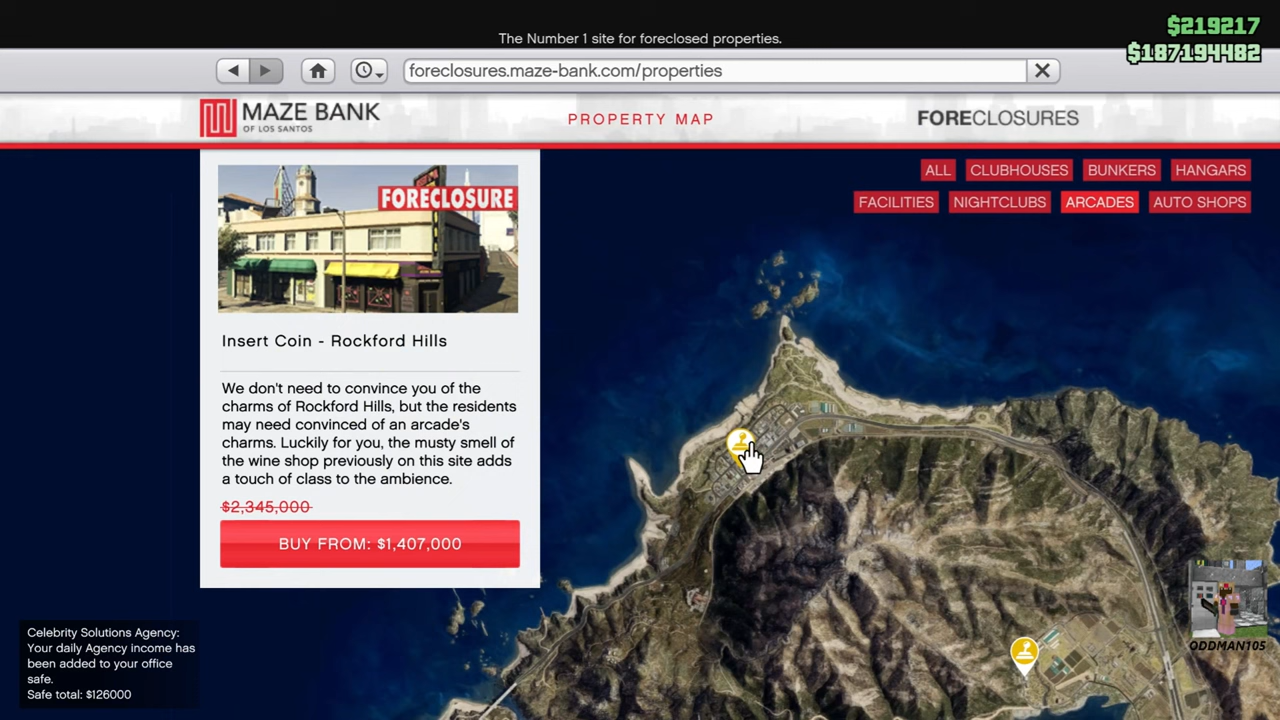 The Number 1 site for foreclosed properties.
$219217
$187194482
foreclosures.maze-bank.com/properties
MAZE BANK
OF LOS SANTOS
PROPERTY MAP
FORECLOSURES
ALL
CLUBHOUSES
BUNKERS
HANGARS
FACILITIES
NIGHTCLUBS
ARCADES
AUTO SHOPS
FORECLOSURE
Insert Coin - Rockford Hills
We don't need to convince you of the
charms of Rockford Hills, but the residents
may need convinced of an arcade's
charms. Luckily for you, the musty smell of
the wine shop previously on this site adds
a touch of class to the ambience.
$2,345,000
BUY FROM: $1,407,000
Celebrity Solutions Agency:
Your daily Agency income has
been added to your office
safe.
Safe total: $126000
ODDMAN105